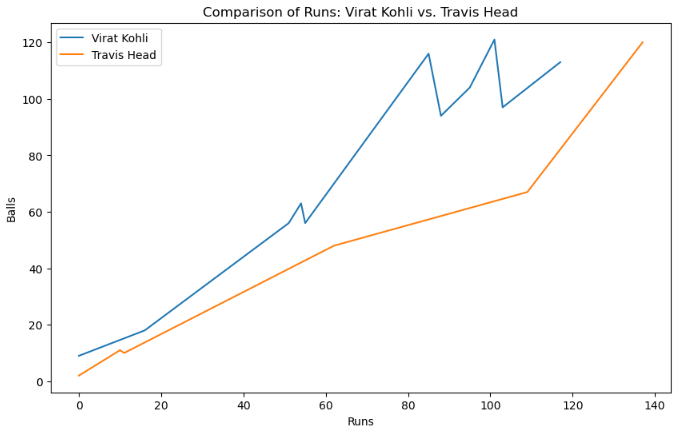 Comparison of Runs: Virat Kohli vs. Travis Head
Virat Kohli
Travis Head
120
100
80
60
40
20
0
Balls
0 20 40 60 80 100 120 140
Runs